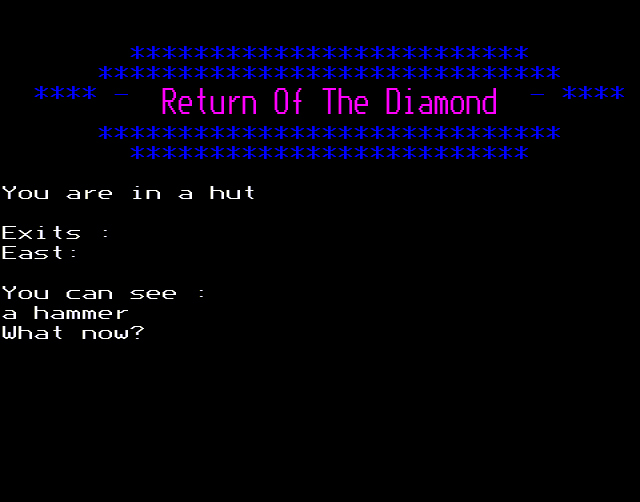 *************************
*****************************
**** - Return Of The Diamond - ****
*****************************
*************************
You are in a hut
Exits :
East:
You can see :
a hammer
What now?